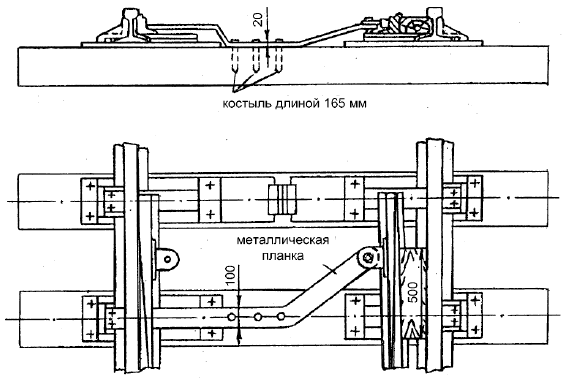 20
костыль длиной 165 мм
металлическая
планка
100
500